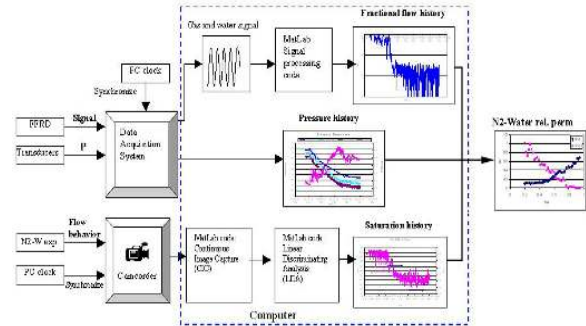 Fractional flow history
Gas and water signal
MatLab
Signal
processing
code
PC clock
Synchronize
FFRD
Signal
Transducers
P
Data
Acquition
System
Pressure history
N2-Water rel. perm
Flow
behavior
N2-W exp
PC clock
Synchronize
Camcorder
MatLab code
Continuous
Image Capture
(CIC)
MatLab code
Linear
Discriminating
Analysis
(LDA)
Saturation history
Computer